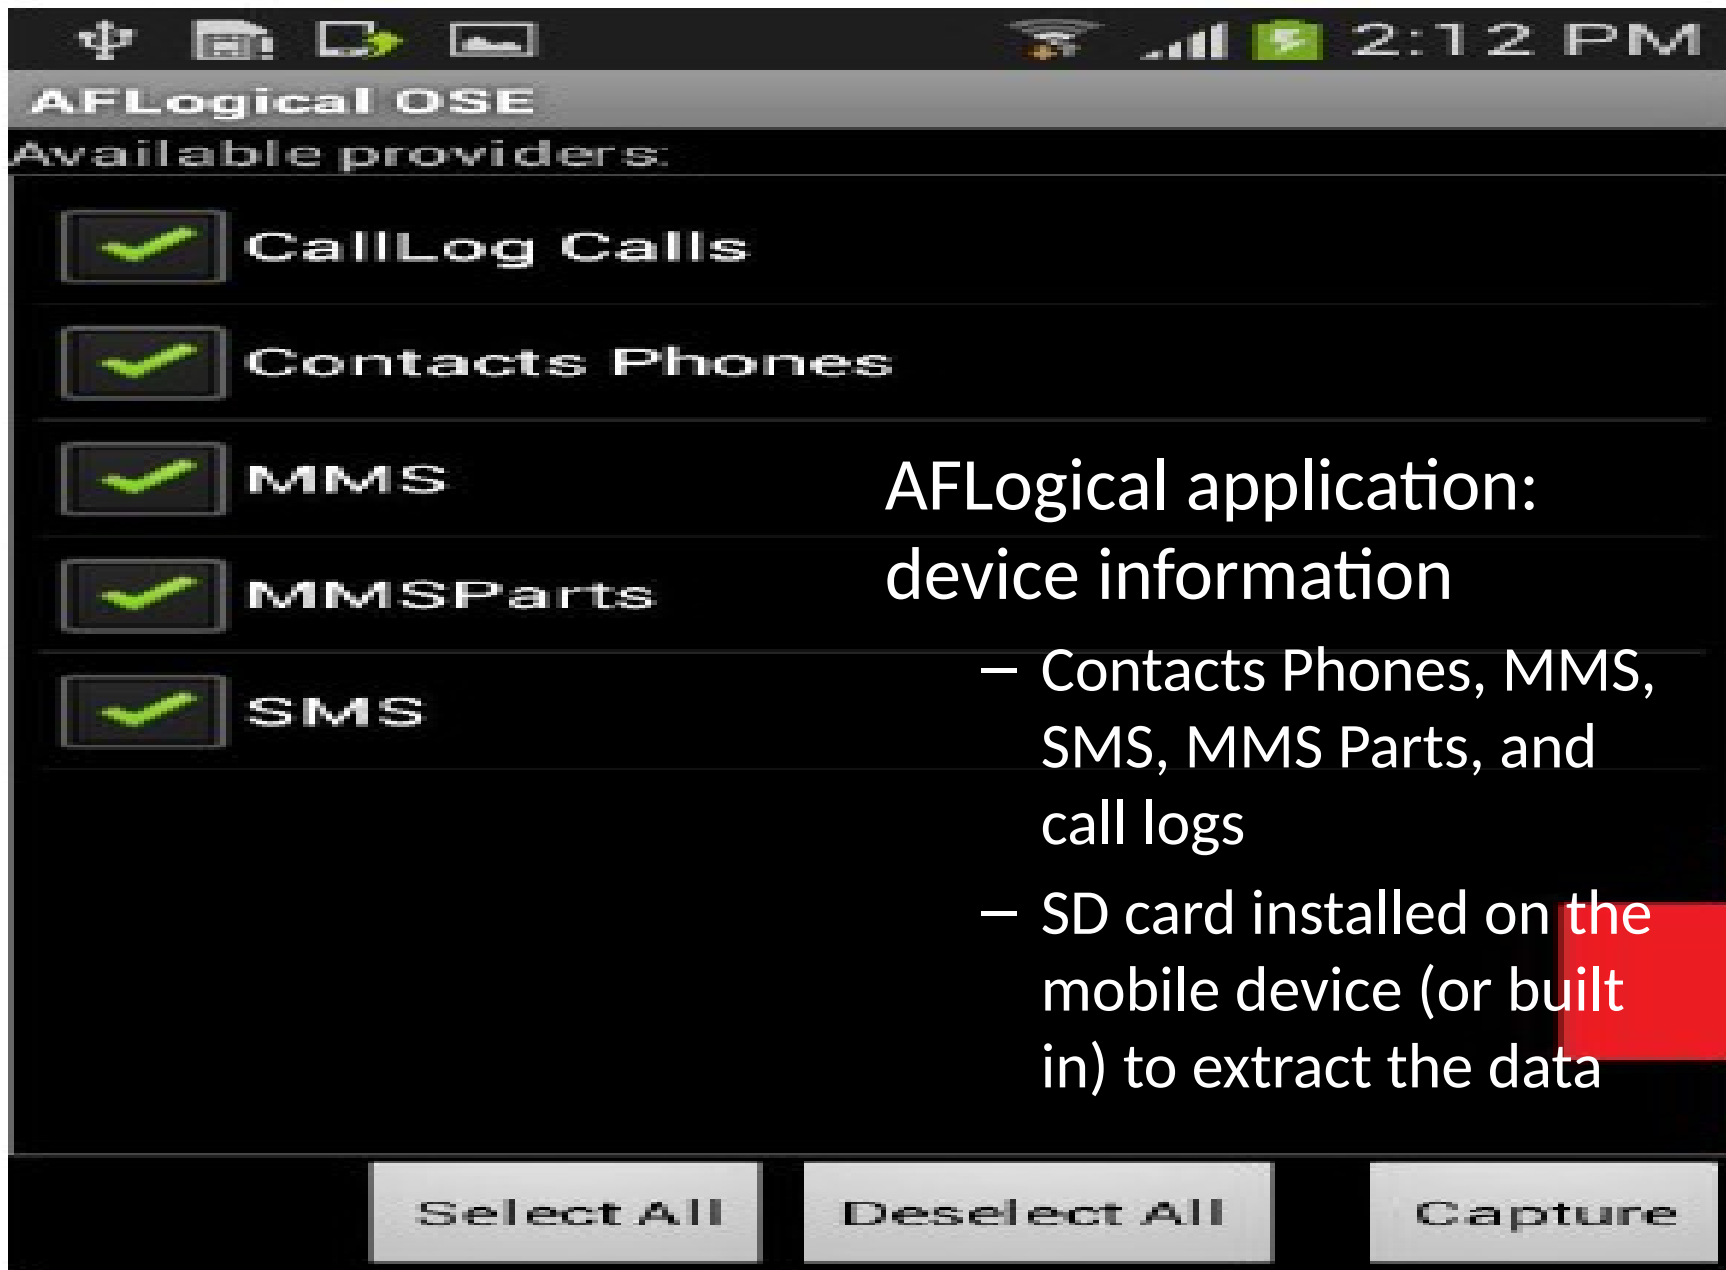 2:12 PM
AFLogical OSE
Available providers:
CallLog Calls
Contacts Phones
MMS
MMSParts
SMS
AFLogical application:
device information
– Contacts Phones, MMS,
SMS, MMS Parts, and
call logs
– SD card installed on the
mobile device (or built
in) to extract the data
Select All
Deselect All
Capture